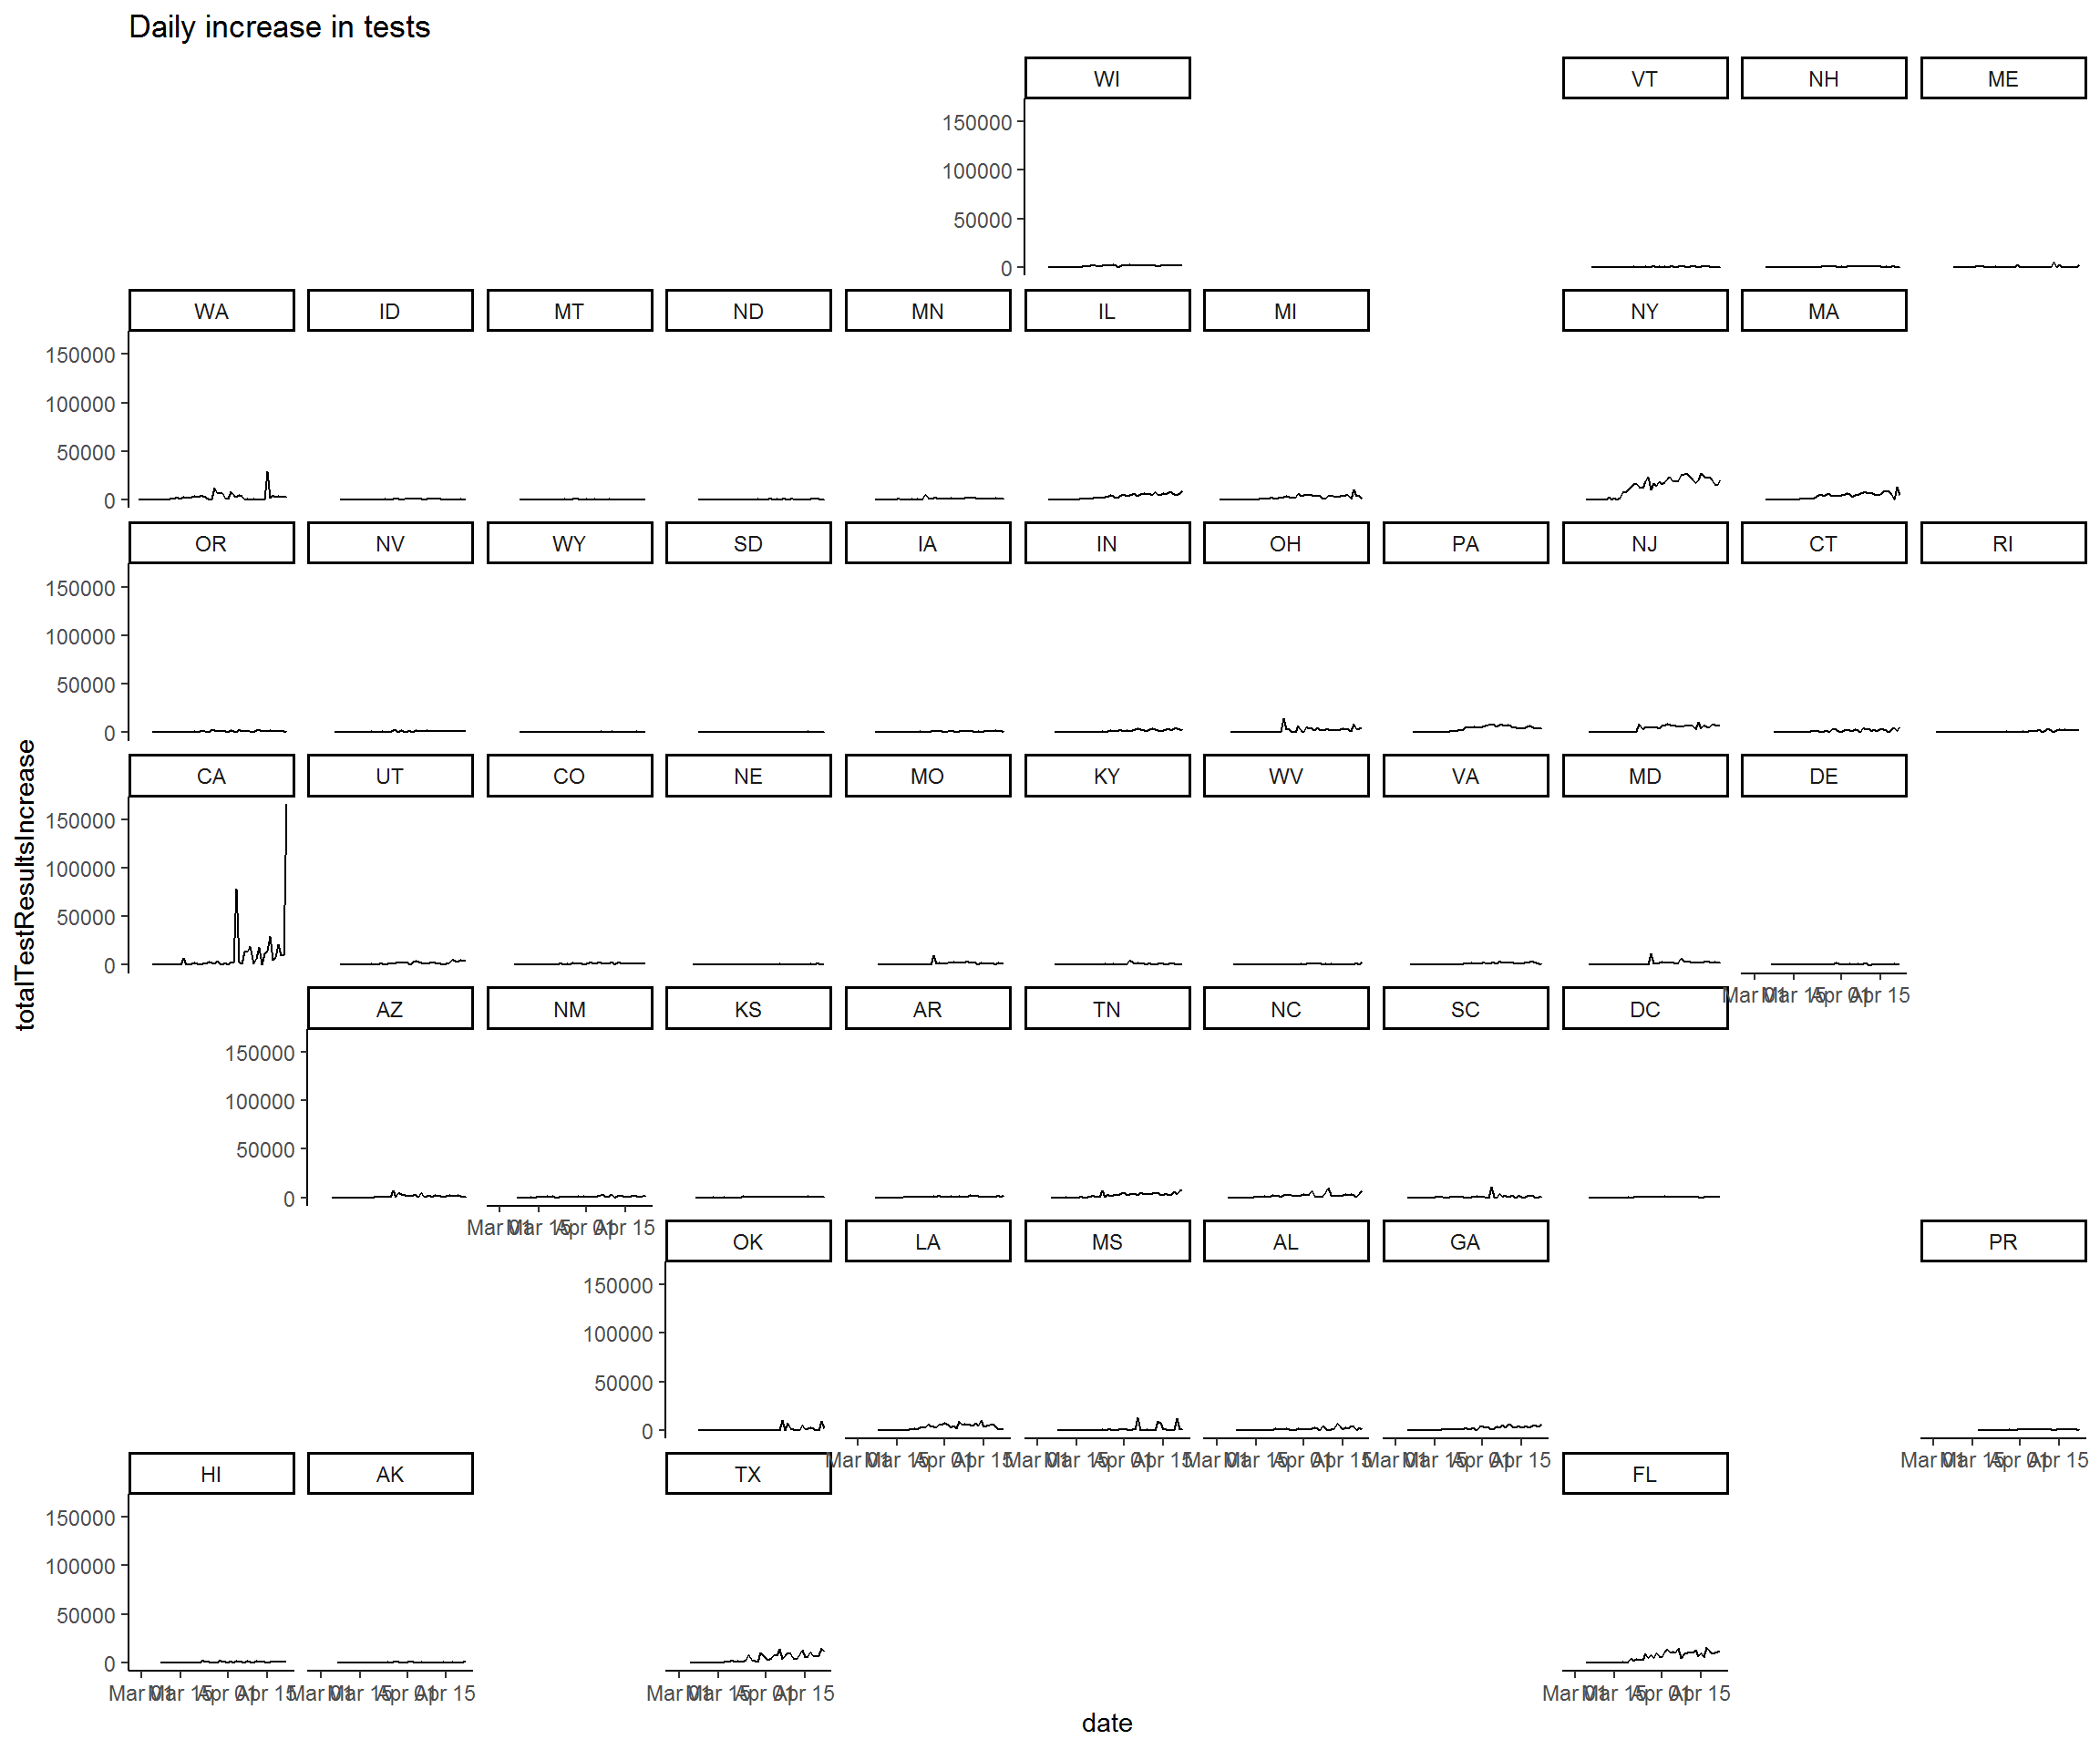 Daily increase in tests
WI VT NH ME
150000
100000
50000
0
WA ID MT ND MN IL MI NY MA
150000
100000
50000
0
OR NV WY SD IA IN OH PA NJ CT RI
150000
100000
50000
0
totalTestResultsIncrease
CA UT CO NE MO KY WV VA MD DE
150000
100000
50000
0
Mar 01 Mar 15 Apr 01 Apr 15
AZ NM KS AR TN NC SC DC
150000
100000
50000
0
Mar 01 Mar 15 Apr 01 Apr 15
OK LA MS AL GA PR
150000
100000
50000
0
Mar 01 Mar 15 Apr 01 Apr 15 Mar 01 Mar 15 Apr 01 Apr 15 Mar 01 Mar 15 Apr 01 Apr 15 Mar 01 Mar 15 Apr 01 Apr 15 Mar 01 Mar 15 Apr 01 Apr 15
HI AK TX FL
150000
100000
50000
0
Mar 01 Mar 15 Apr 01 Apr 15 Mar 01 Mar 15 Apr 01 Apr 15 Mar 01 Mar 15 Apr 01 Apr 15 Mar 01 Mar 15 Apr 01 Apr 15
date